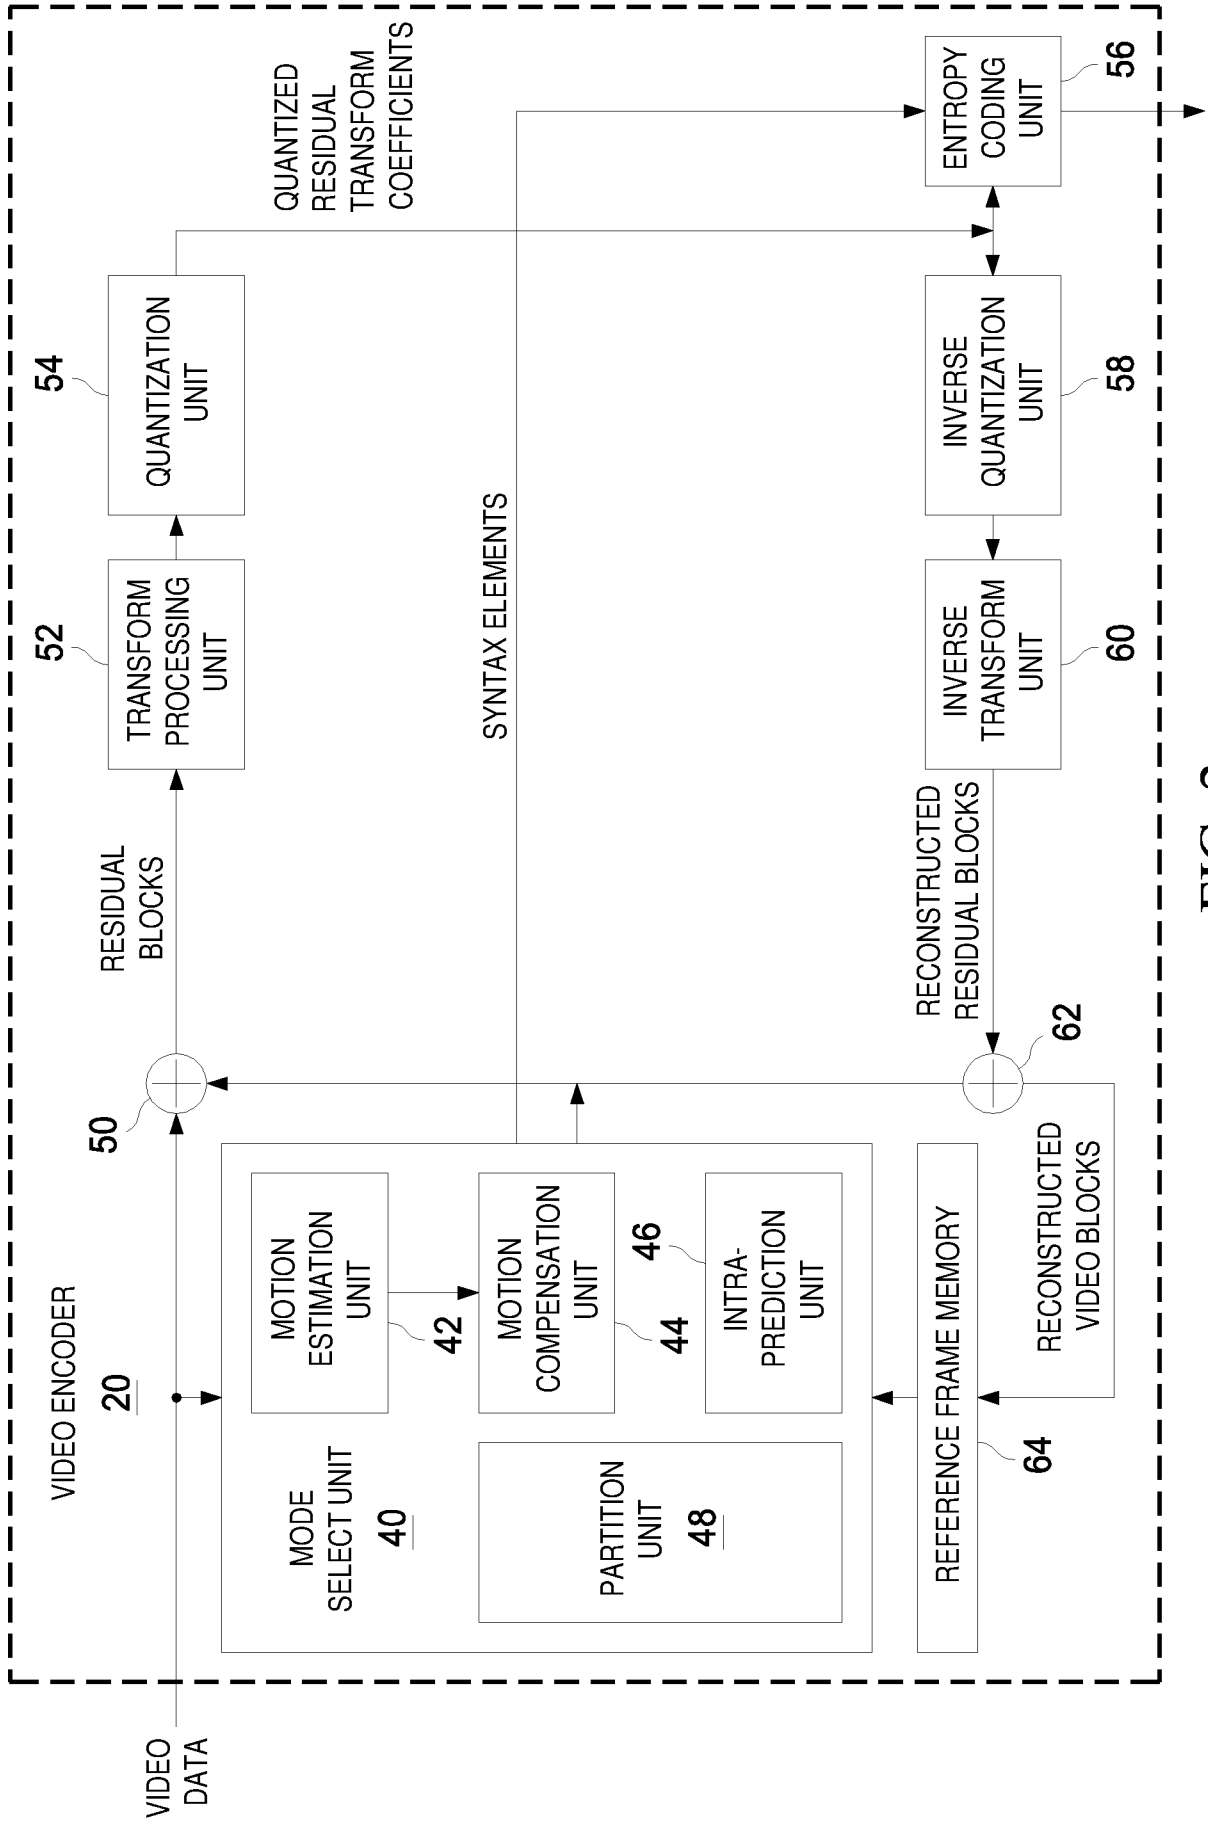 VIDEO ENCODER
20
VIDEO
DATA
50
RESIDUAL
BLOCKS
52
TRANSFORM
PROCESSING
UNIT
54
QUANTIZATION
UNIT
QUANTIZED
RESIDUAL
TRANSFORM
COEFFICIENTS
MODE
SELECT UNIT
40
MOTION
ESTIMATION
UNIT
42
MOTION
COMPENSATION
UNIT
44
46
INTRA-
PREDICTION
UNIT
PARTITION
UNIT
48
SYNTAX ELEMENTS
REFERENCE FRAME MEMORY
64
RECONSTRUCTED
VIDEO BLOCKS
62
RECONSTRUCTED
RESIDUAL BLOCKS
INVERSE
TRANSFORM
UNIT
60
INVERSE
QUANTIZATION
UNIT
58
ENTROPY
CODING
UNIT
56
FIG.